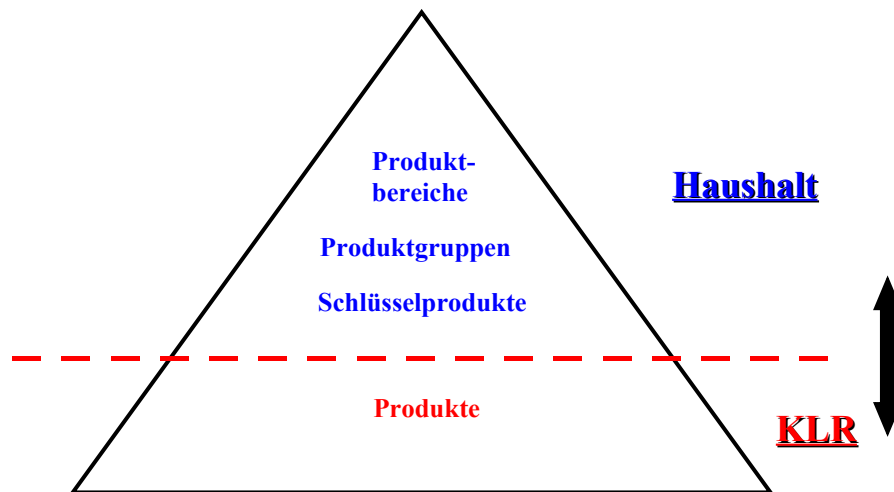 Produkt-
bereiche
Haushalt
Produktgruppen
Schlüsselprodukte
Produkte
KLR